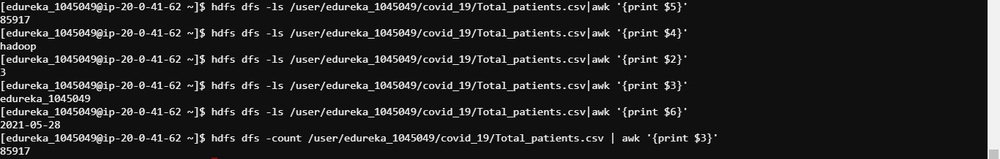 [edureka_1045049@ip-20-0-41-62 ~]$ hdfs dfs -ls /user/edureka_1045049/covid_19/Total_patients.csv|awk '{print $5}'
85917
[edureka_1045049@ip-20-0-41-62 ~]$ hdfs dfs -ls /user/edureka_1045049/covid_19/Total_patients.csv|awk '{print $4}'
hadoop
[edureka_1045049@ip-20-0-41-62 ~]$ hdfs dfs -ls /user/edureka_1045049/covid_19/Total_patients.csv|awk '{print $2}'
3
[edureka_1045049@ip-20-0-41-62 ~]$ hdfs dfs -ls /user/edureka_1045049/covid_19/Total_patients.csv|awk '{print $3}'
edureka_1045049
[edureka_1045049@ip-20-0-41-62 ~]$ hdfs dfs -ls /user/edureka_1045049/covid_19/Total_patients.csv|awk '{print $6}'
2021-05-28
[edureka_1045049@ip-20-0-41-62 ~]$ hdfs dfs -count /user/edureka_1045049/covid_19/Total_patients.csv | awk '{print $3}'
85917